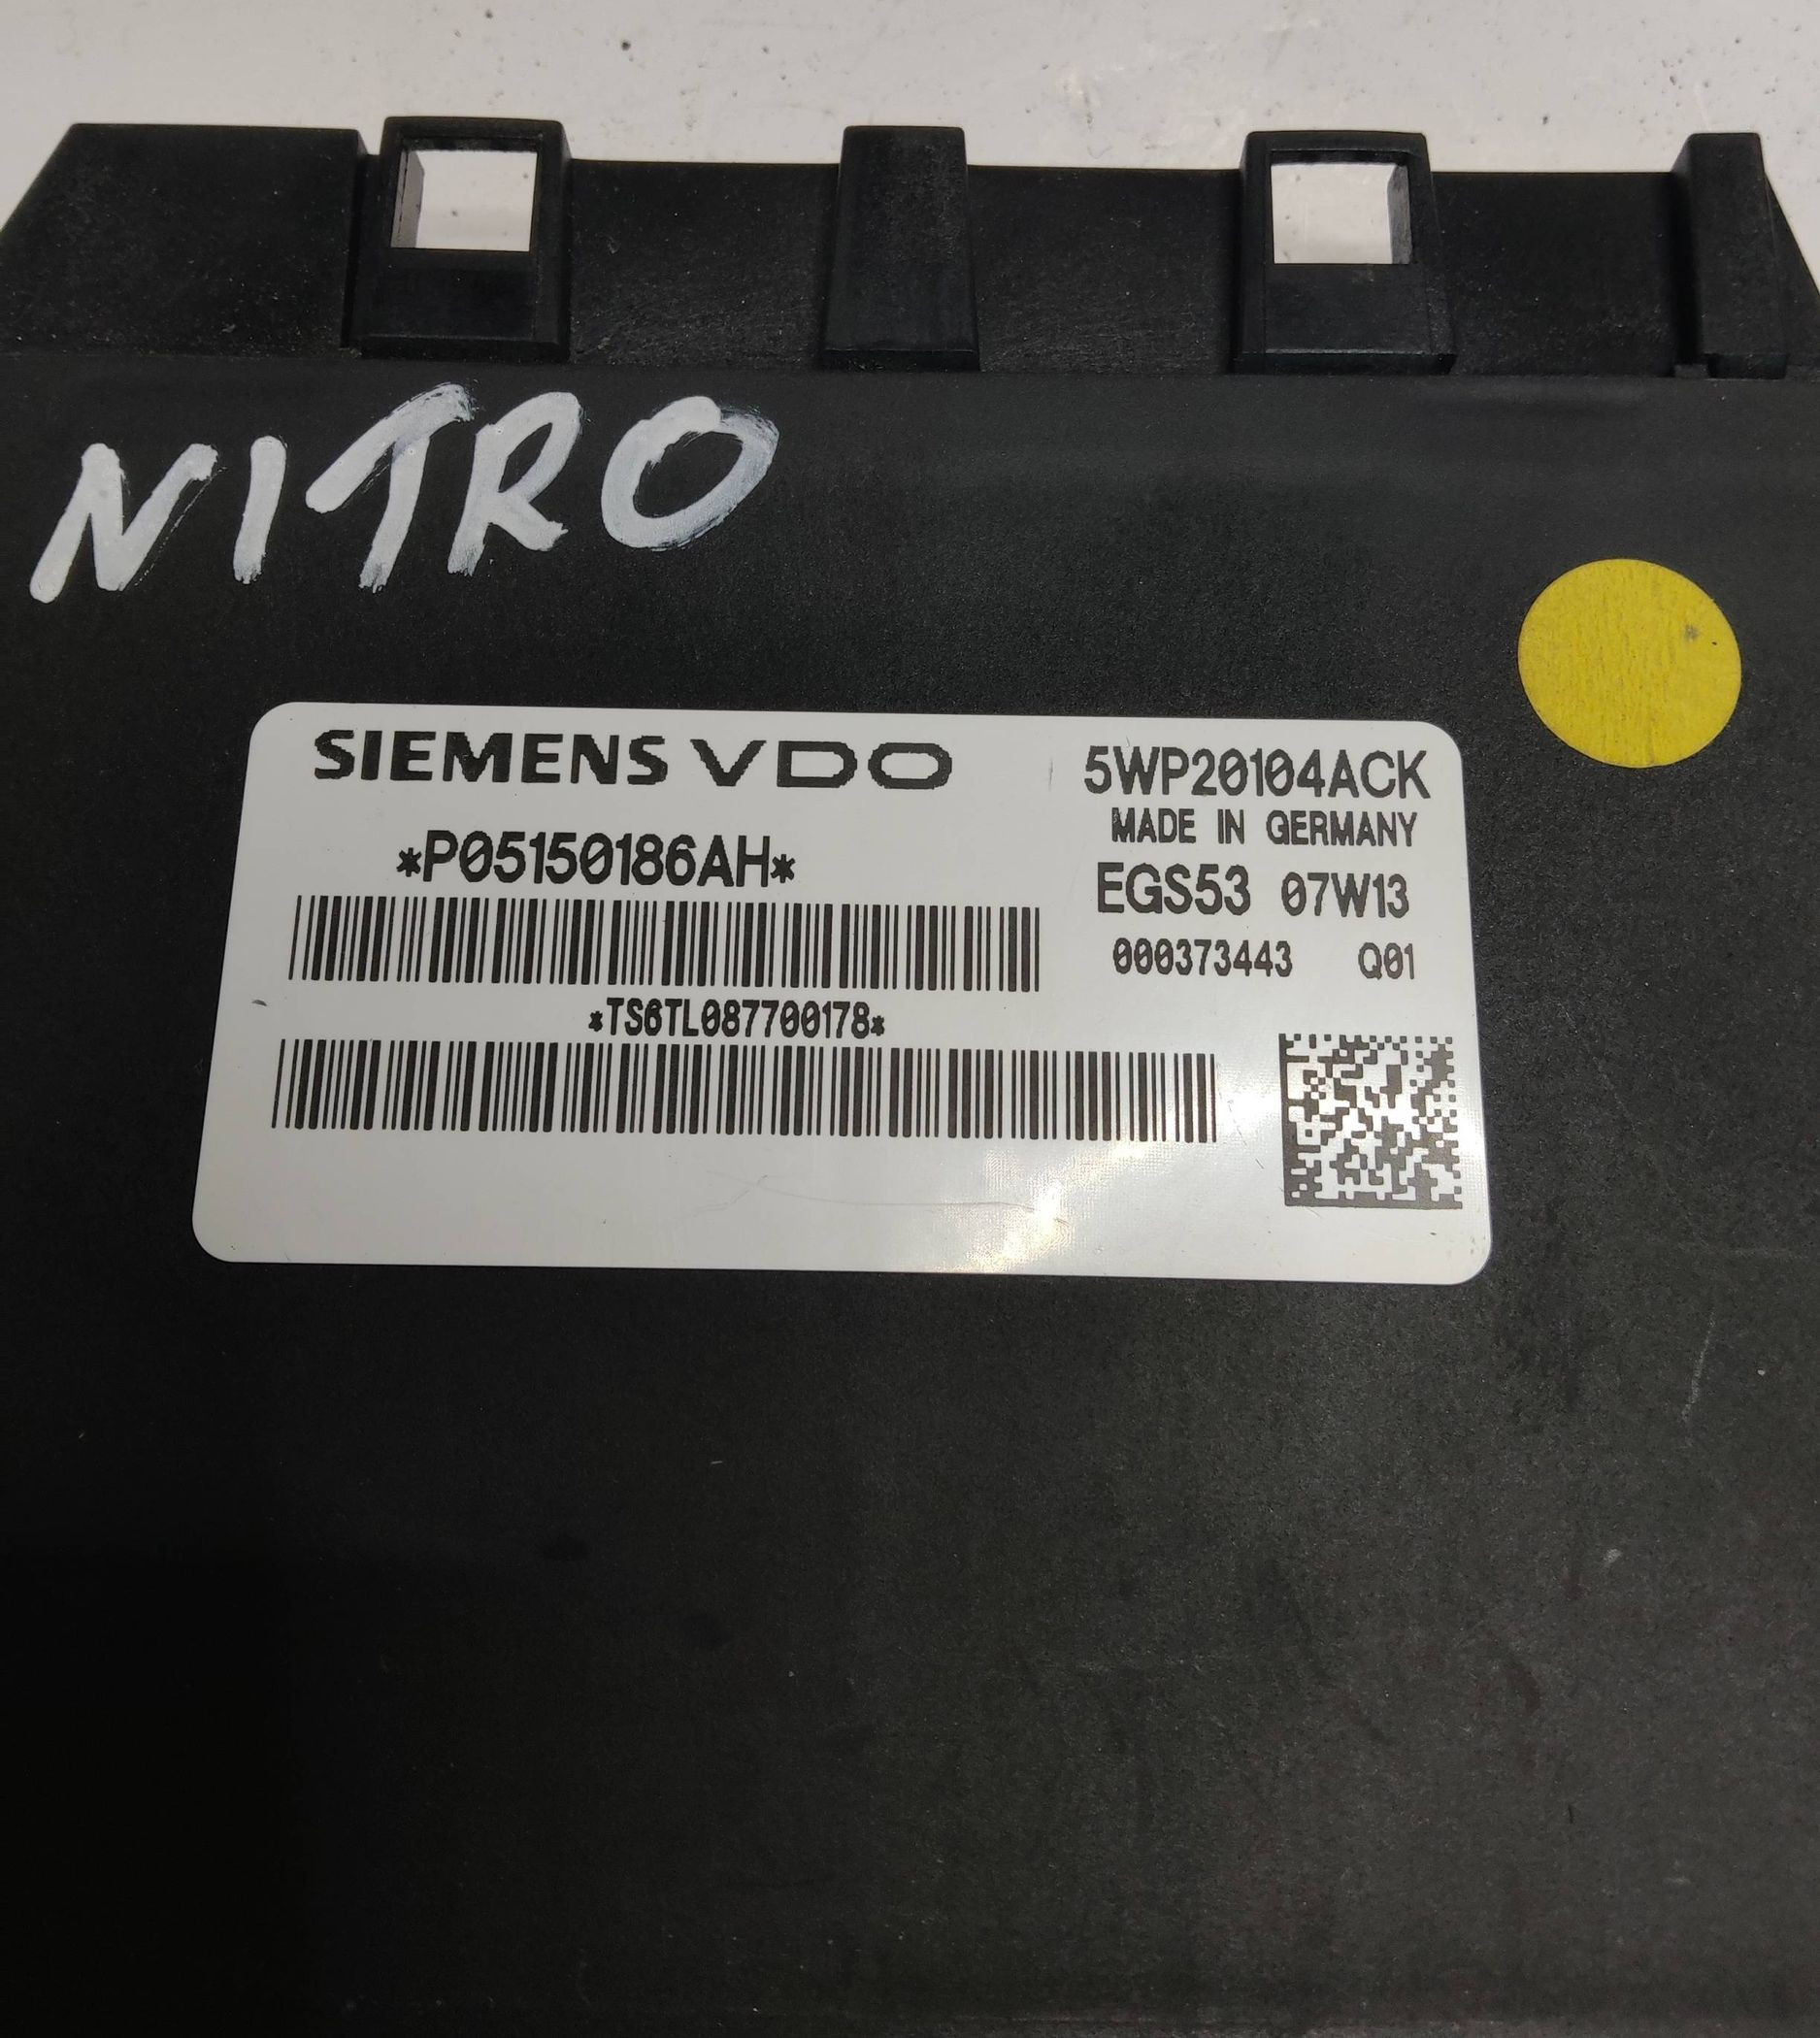 NITRO
SIEMENS VDO
*P05150186AH*
*TS6TL087700178*
5WP20104ACK
MADE IN GERMANY
EGS53 07W13
000373443 Q01